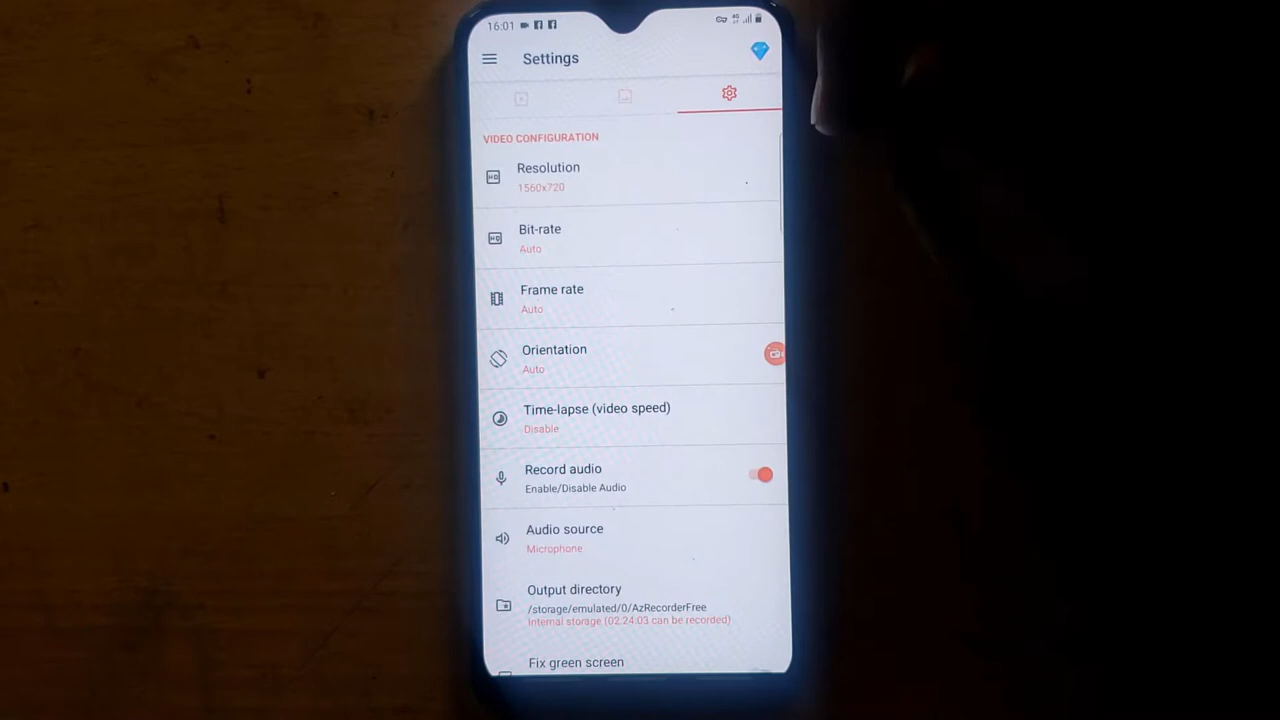 16:01
Settings
VIDEO CONFIGURATION
Resolution
1560x720
Bit-rate
Auto
Frame rate
Auto
Orientation
Auto
Time-lapse (video speed)
Disable
Record audio
Enable/Disable Audio
Audio source
Microphone
Output directory
/storage/emulated/0/AzRecorderFree
Internal storage (02:24:03 can be recorded)
Fix green screen